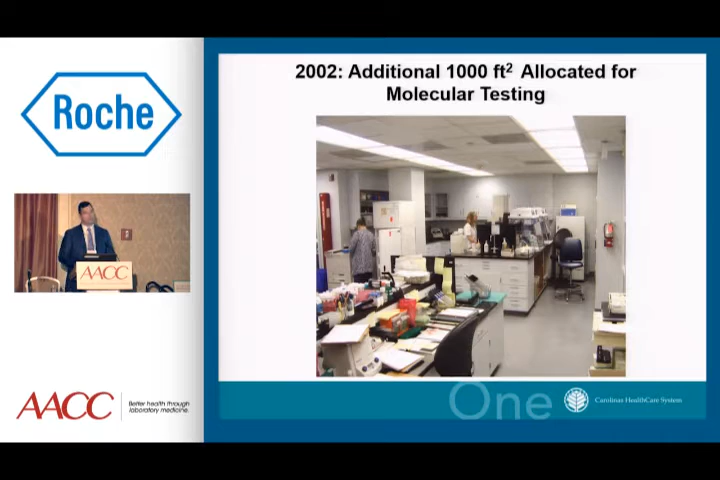 Roche
AACC
AACC
Better health through
laboratory medicine.
2002: Additional 1000 ft² Allocated for
Molecular Testing
One
Carolinas HealthCare System